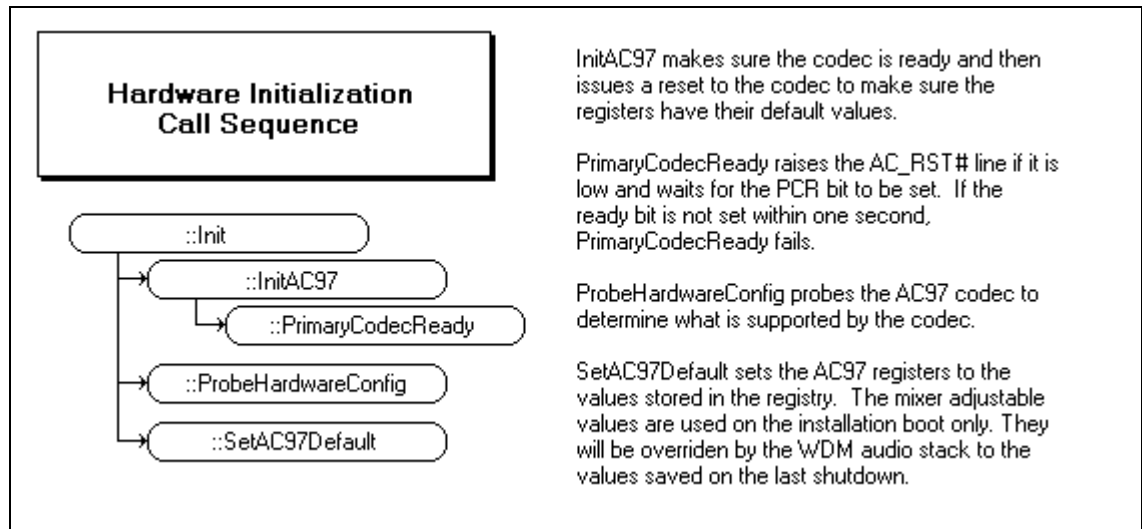 Hardware Initialization
Call Sequence
::Init
::InitAC97
::PrimaryCodecReady
::ProbeHardwareConfig
::SetAC97Default
InitAC97 makes sure the codec is ready and then
issues a reset to the codec to make sure the
registers have their default values.
PrimaryCodecReady raises the AC_RST# line if it is
low and waits for the PCR bit to be set.  If the
ready bit is not set within one second,
PrimaryCodecReady fails.
ProbeHardwareConfig probes the AC97 codec to
determine what is supported by the codec.
SetAC97Default sets the AC97 registers to the
values stored in the registry.  The mixer adjustable
values are used on the installation boot only. They
will be overriden by the WDM audio stack to the
values saved on the last shutdown.